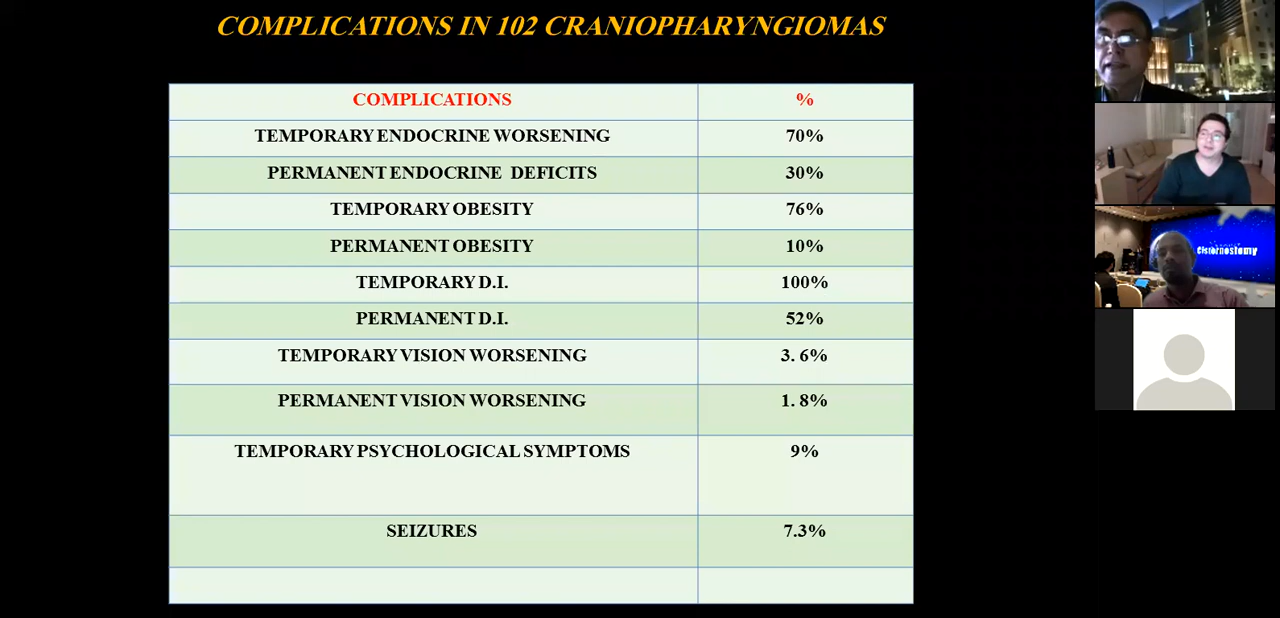 COMPLICATIONS IN 102 CRANIOPHARYNGIOMAS
COMPLICATIONS %
TEMPORARY ENDOCRINE WORSENING 70%
PERMANENT ENDOCRINE DEFICITS 30%
TEMPORARY OBESITY 76%
PERMANENT OBESITY 10%
TEMPORARY D.I. 100%
PERMANENT D.I. 52%
TEMPORARY VISION WORSENING 3. 6%
PERMANENT VISION WORSENING 1. 8%
TEMPORARY PSYCHOLOGICAL SYMPTOMS 9%
SEIZURES 7.3%
Cisternostomy